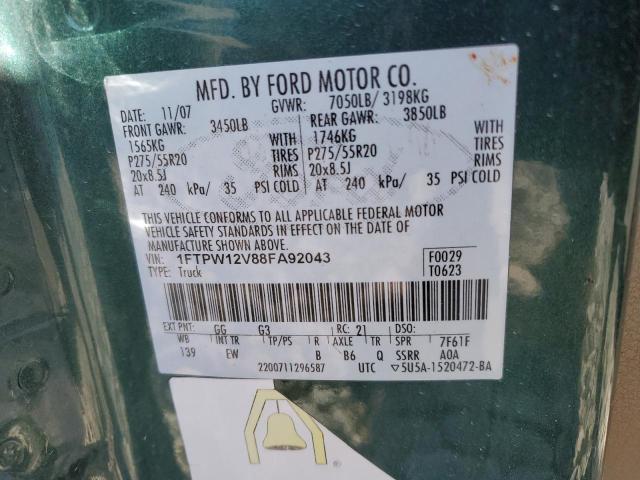 MFD. BY FORD MOTOR CO.
DATE: 11/07 GVWR: 7050LB/ 3198KG
FRONT GAWR: 3450LB REAR GAWR: 3850LB
1565KG WITH 1746KG WITH
P275/55R20 TIRES P275/55R20 TIRES
20x8.5J RIMS 20x8.5J RIMS
AT 240 kPa/ 35 PSI COLD AT 240 kPa/ 35 PSI COLD
THIS VEHICLE CONFORMS TO ALL APPLICABLE FEDERAL MOTOR
VEHICLE SAFETY STANDARDS IN EFFECT ON THE DATE OF
MANUFACTURE SHOWN ABOVE.
VIN: 1FTPW12V88FA92043 F0029
TYPE: Truck T0623
EXT PNT: GG G3 RC: 21 DSO:
WB INT TR TP/PS R AXLE TR SPR 7F61F
139 EW B B6 Q SSRR A0A
2200711296587 UTC ▽5U5A-1520472-BA
®